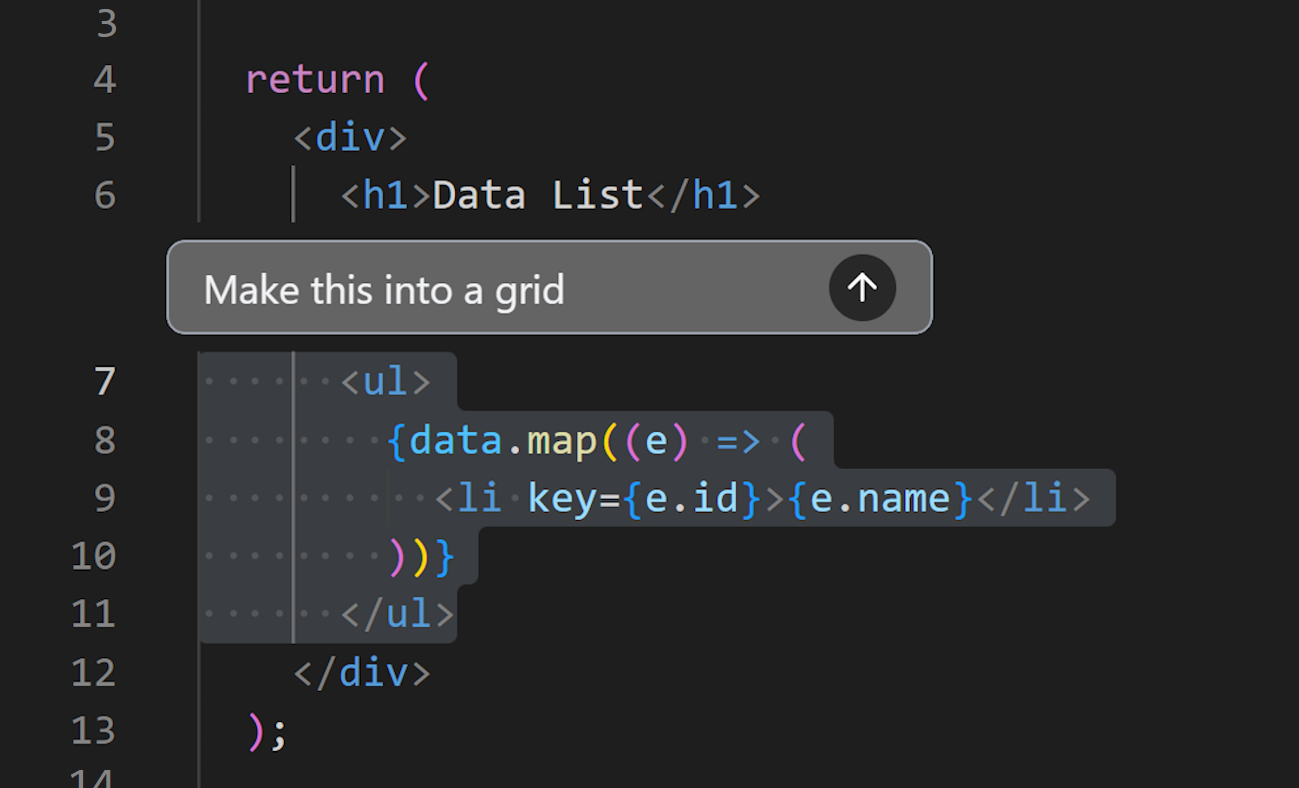 3
4 return (
5 <div>
6 <h1>Data List</h1>
Make this into a grid
7 <ul>
8 {data.map((e) => (
9 <li key={e.id}>{e.name}</li>
10 ))}
11 </ul>
12 </div>
13 );
14